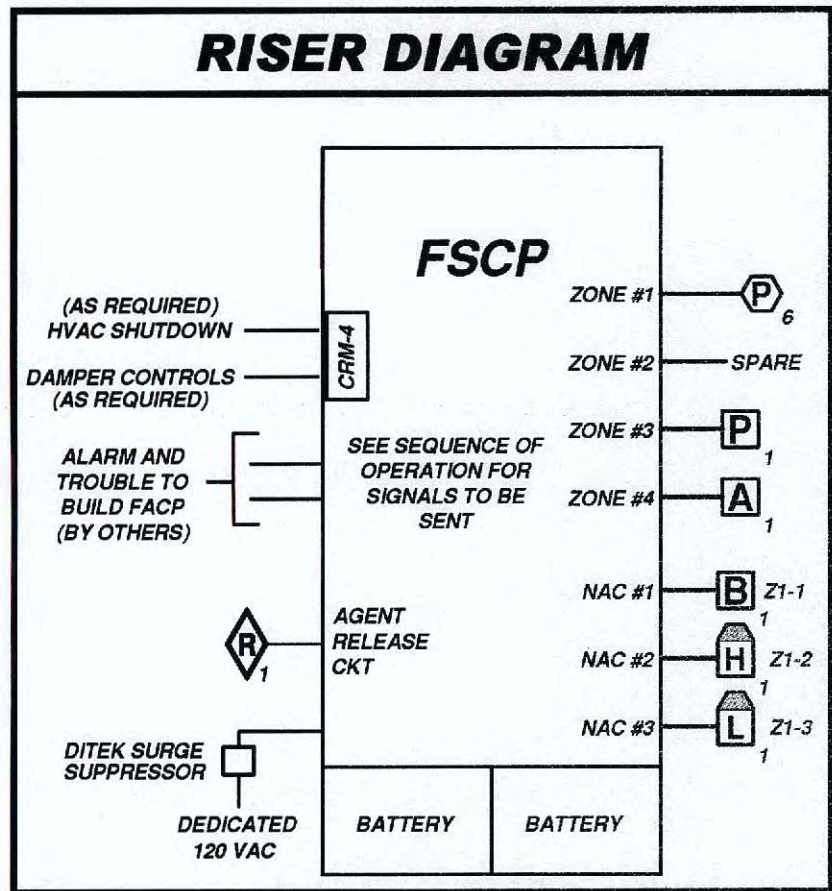 RISER DIAGRAM
FSCP
(AS REQUIRED)
HVAC SHUTDOWN
DAMPER CONTROLS
(AS REQUIRED)
CRM-4
ALARM AND
TROUBLE TO
BUILD FACP
(BY OTHERS)
SEE SEQUENCE OF
OPERATION FOR
SIGNALS TO BE
SENT
R
1
AGENT
RELEASE
CKT
DITEK SURGE
SUPPRESSOR
DEDICATED
120 VAC
BATTERY
BATTERY
ZONE #1
P
6
ZONE #2
SPARE
ZONE #3
P
1
ZONE #4
A
1
NAC #1
B
1
Z1-1
NAC #2
H
1
Z1-2
NAC #3
L
1
Z1-3